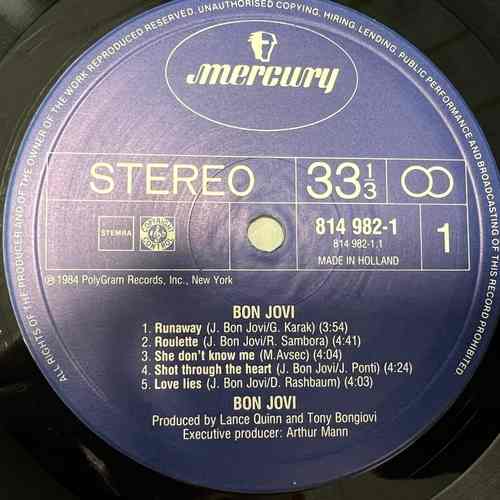 ALL RIGHTS OF THE PRODUCER AND OF THE OWNER OF THE WORK REPRODUCED RESERVED. UNAUTHORISED COPYING, HIRING, LENDING, PUBLIC PERFORMANCE AND BROADCASTING OF THIS RECORD PROHIBITED.
mercury
STEREO 33 1/3
814 982-1
STEMRA COPYRIGHT CONTROL 814 982-1.1 1
MADE IN HOLLAND
℗ 1984 PolyGram Records, Inc., New York
BON JOVI
1. Runaway (J. Bon Jovi/G. Karak) (3:54)
2. Roulette (J. Bon Jovi/R. Sambora) (4:41)
3. She don't know me (M.Avsec) (4:04)
4. Shot through the heart (J. Bon Jovi/J. Ponti) (4:24)
5. Love lies (J. Bon Jovi/D. Rashbaum) (4:03)
BON JOVI
Produced by Lance Quinn and Tony Bongiovi
Executive producer: Arthur Mann